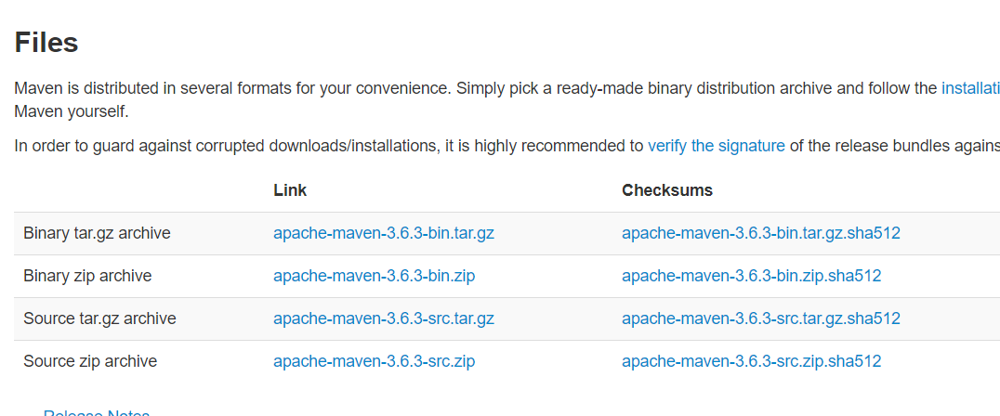 Files
Maven is distributed in several formats for your convenience. Simply pick a ready-made binary distribution archive and follow the installati
Maven yourself.
In order to guard against corrupted downloads/installations, it is highly recommended to verify the signature of the release bundles agains
Link Checksums
Binary tar.gz archive apache-maven-3.6.3-bin.tar.gz apache-maven-3.6.3-bin.tar.gz.sha512
Binary zip archive apache-maven-3.6.3-bin.zip apache-maven-3.6.3-bin.zip.sha512
Source tar.gz archive apache-maven-3.6.3-src.tar.gz apache-maven-3.6.3-src.tar.gz.sha512
Source zip archive apache-maven-3.6.3-src.zip apache-maven-3.6.3-src.zip.sha512
Release Notes